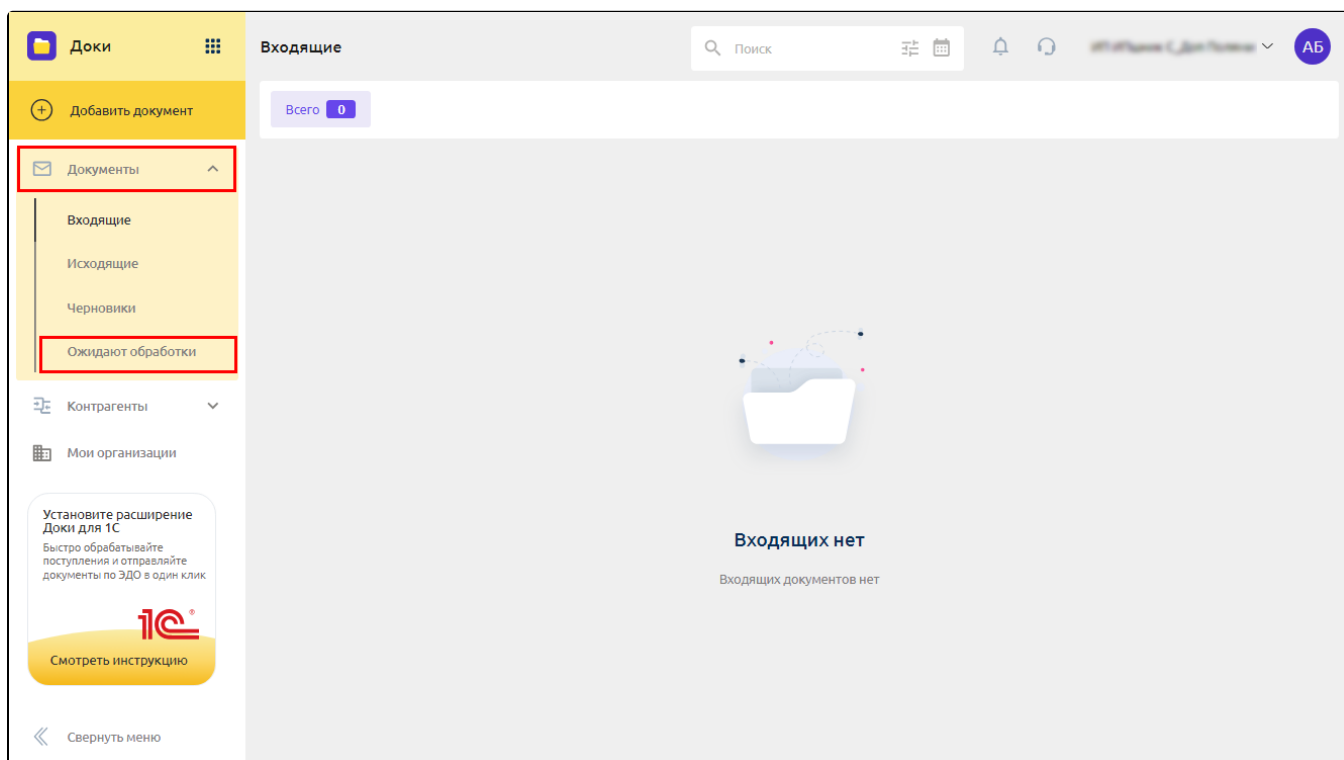 Доки
Входящие
Поиск
АБ
Добавить документ
Всего 0
Документы
Входящие
Исходящие
Черновики
Ожидают обработки
Контрагенты
Мои организации
Установите расширение
Доки для 1С
Быстро обрабатывайте
поступления и отправляйте
документы по ЭДО в один клик
1С®
Смотреть инструкцию
Свернуть меню
Входящих нет
Входящих документов нет